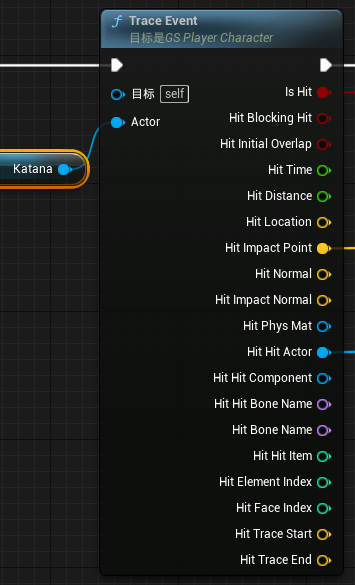 f Trace Event
目标是GS Player Character
Is Hit
目标 self
Hit Blocking Hit
Actor
Hit Initial Overlap
Katana
Hit Time
Hit Distance
Hit Location
Hit Impact Point
Hit Normal
Hit Impact Normal
Hit Phys Mat
Hit Hit Actor
Hit Hit Component
Hit Hit Bone Name
Hit Bone Name
Hit Hit Item
Hit Element Index
Hit Face Index
Hit Trace Start
Hit Trace End